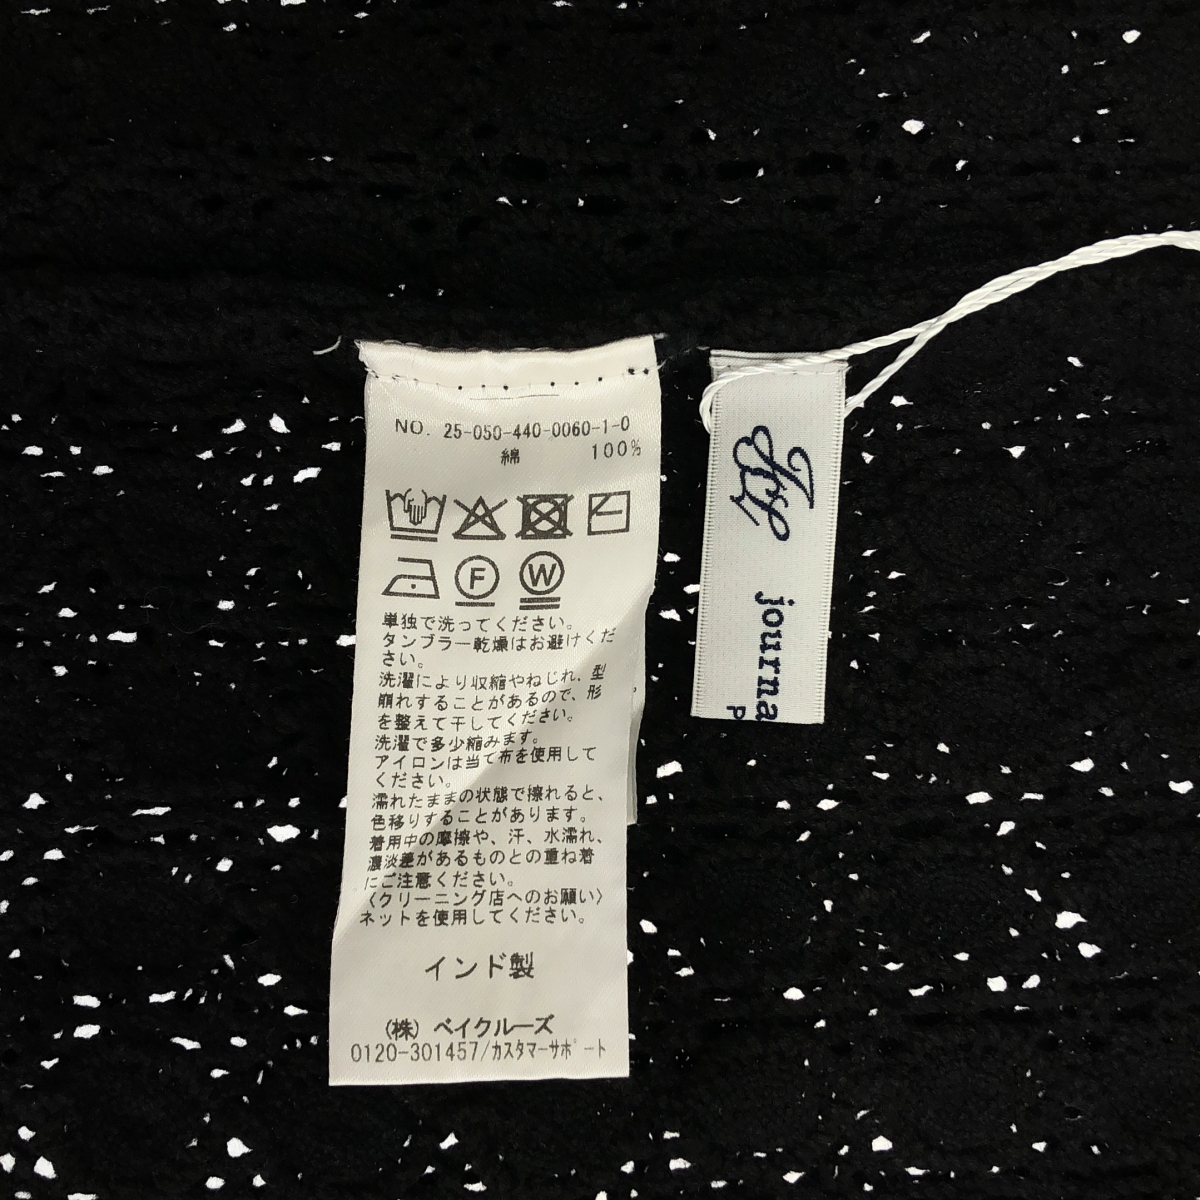 NO. 25-050-440-0060-1-0
綿 100%
F W
単独で洗ってください。
タンブラー乾燥はお避けくだ
さい。
洗濯により収縮やねじれ、型
崩れすることがあるので、形
を整えて干してください。
洗濯で多少縮みます。
アイロンは当て布を使用して
ください。
濡れたままの状態で擦れると、
色移りすることがあります。
着用中の摩擦や、汗、水濡れ、
濃淡差があるものとの重ね着
にご注意ください。
〈クリーニング店へのお願い〉
ネットを使用してください。
インド製
(株) ベイクルーズ
0120-301457/カスタマーサポート
journa
P